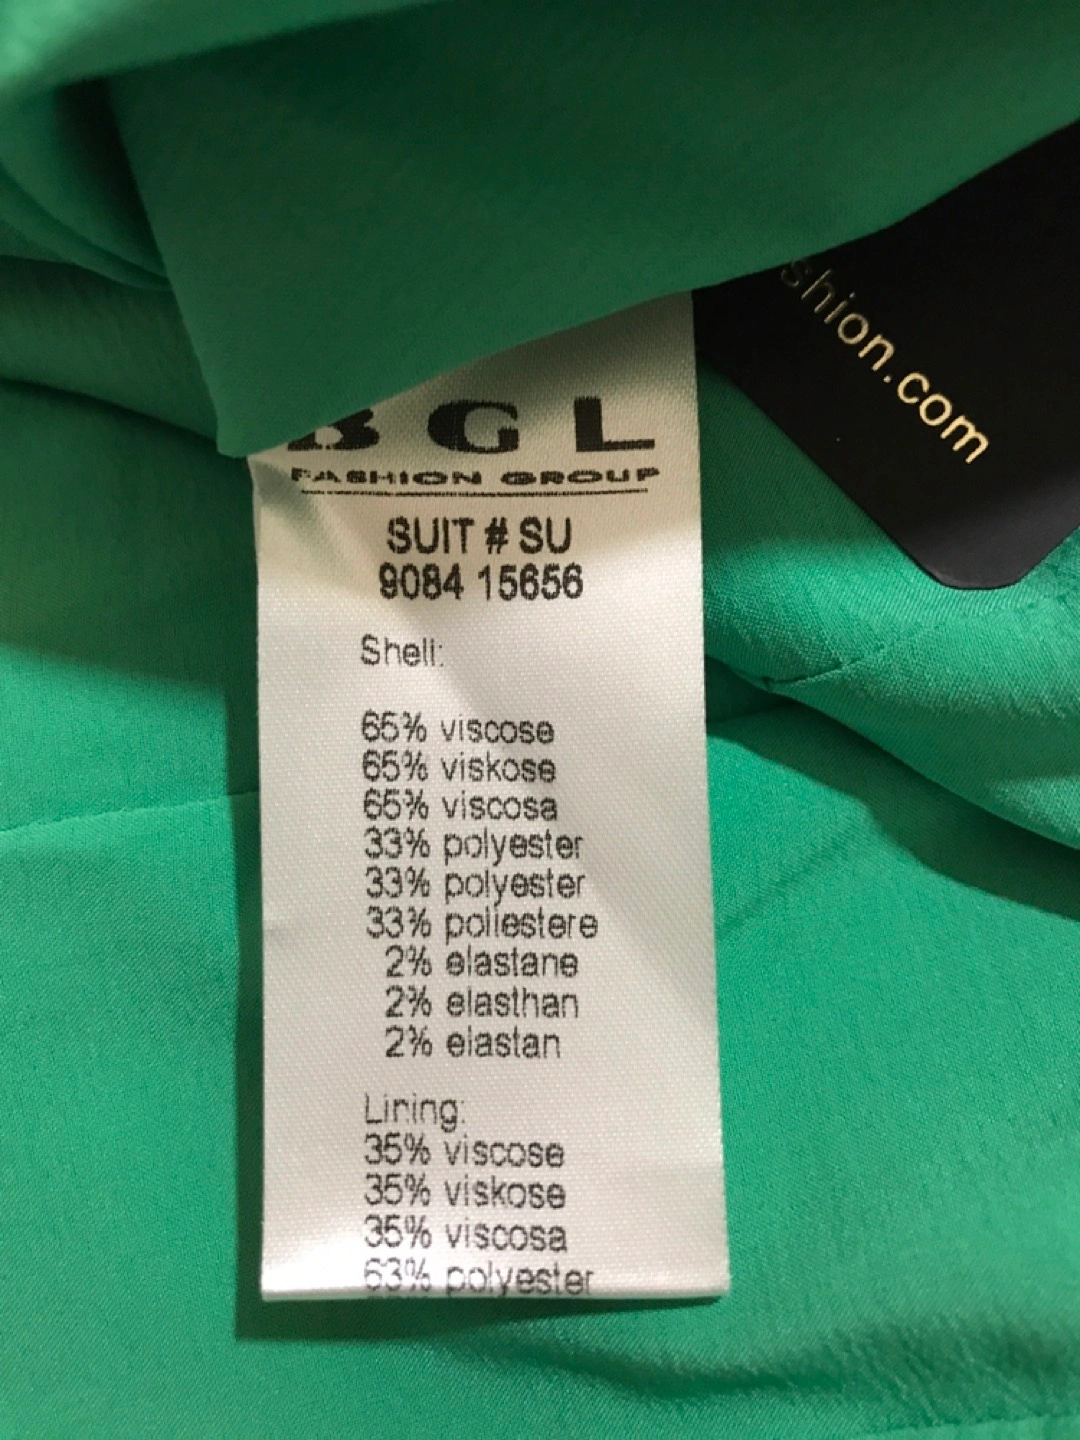 BGL
FASHION GROUP
SUIT # SU
9084 15656
Shell:
65% viscose
65% viskose
65% viscosa
33% polyester
33% polyester
33% poliestere
2% elastane
2% elasthan
2% elastan
Lining:
35% viscose
35% viskose
35% viscosa
63% polyester
shion.com